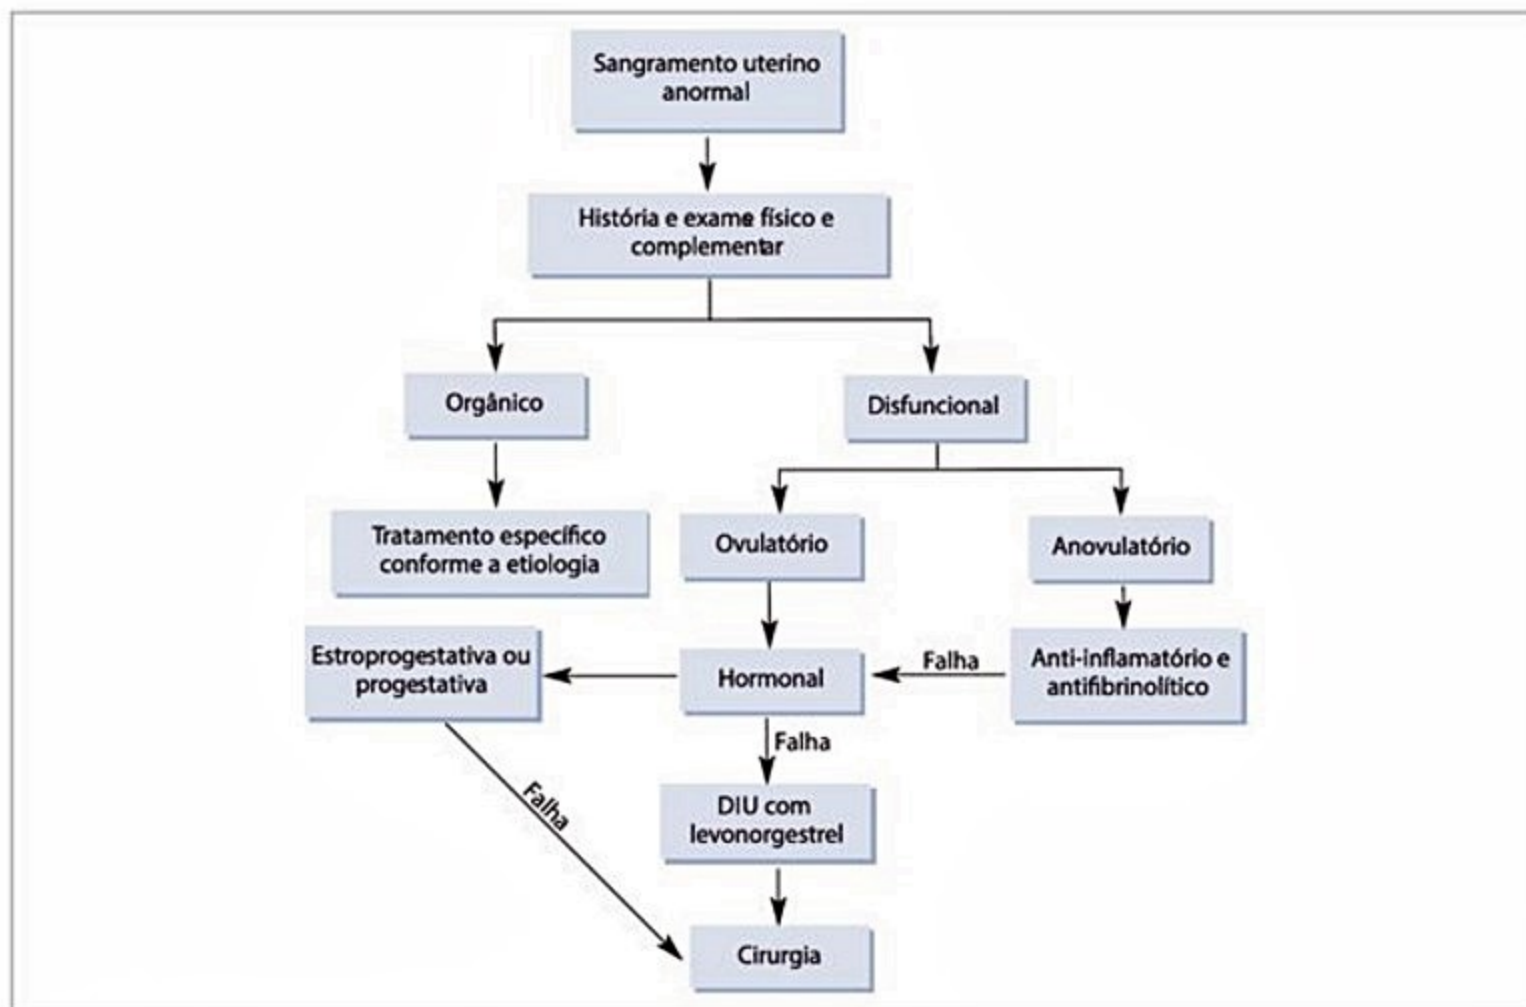 Sangramento uterino
anormal
História e exame físico e
complementar
Orgânico
Disfuncional
Tratamento específico
conforme a etiologia
Ovulatório
Anovulatório
Estroprogestativa ou
progestativa
Hormonal
Falha
Anti-inflamatório e
antifibrinolítico
Falha
Falha
DIU com
levonorgestrel
Cirurgia